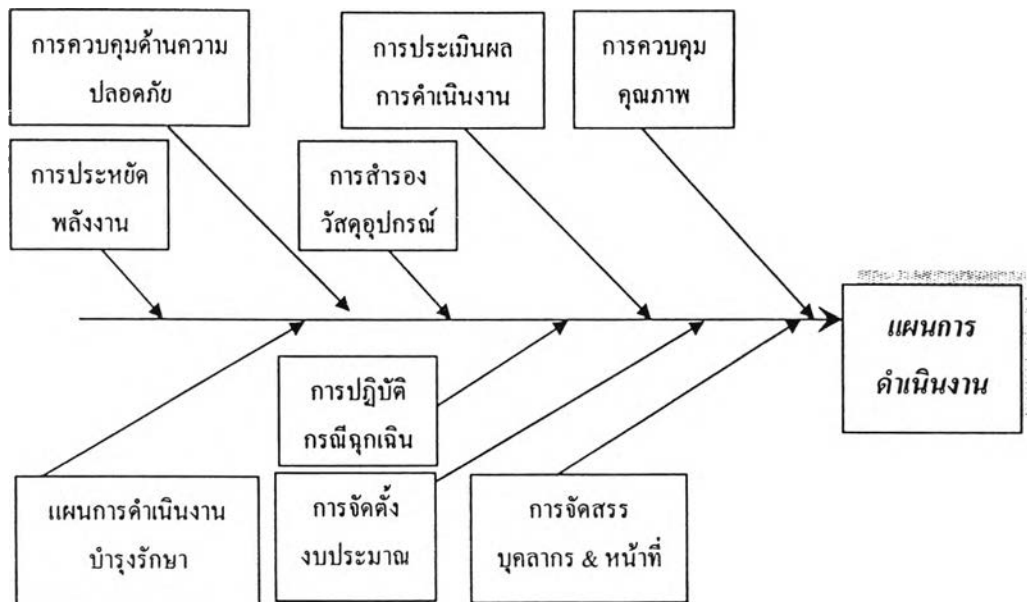 การควบคุมด้านความ
ปลอดภัย
การประเมินผล
การดำเนินงาน
การควบคุม
คุณภาพ
การประหยัด
พลังงาน
การสำรอง
วัสดุอุปกรณ์
แผนการ
ดำเนินงาน
การปฏิบัติ
กรณีฉุกเฉิน
แผนการดำเนินงาน
บำรุงรักษา
การจัดตั้ง
งบประมาณ
การจัดสรร
บุคลากร & หน้าที่